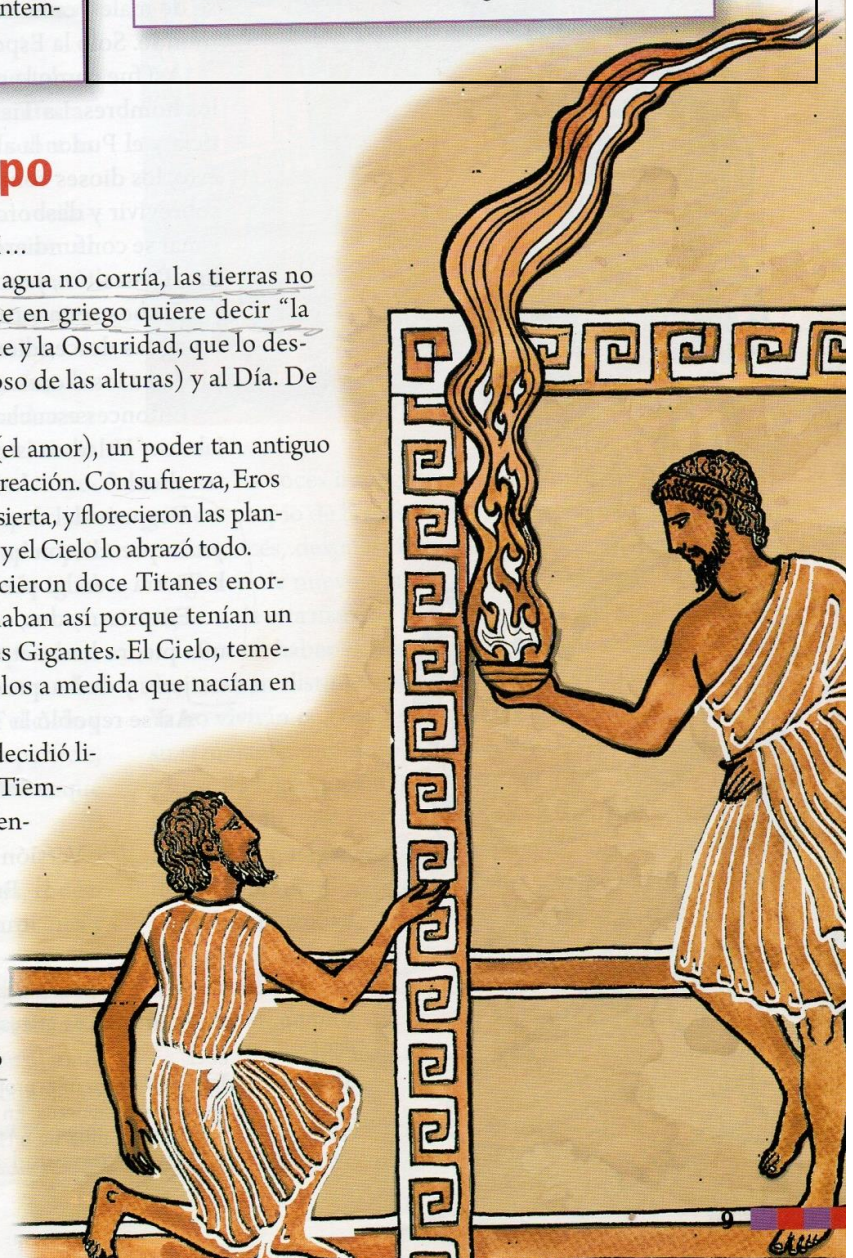 ntem-
po
...
agua no corría, las tierras no
e en griego quiere decir “la
e y la Oscuridad, que lo des-
oso de las alturas) y al Día. De
el amor), un poder tan antiguo
reación. Con su fuerza, Eros
sierta, y florecieron las plan-
y el Cielo lo abrazó todo.
cieron doce Titanes enor-
aban así porque tenían un
s Gigantes. El Cielo, teme-
olos a medida que nacían en
decidió li-
Tiem-
en-
9